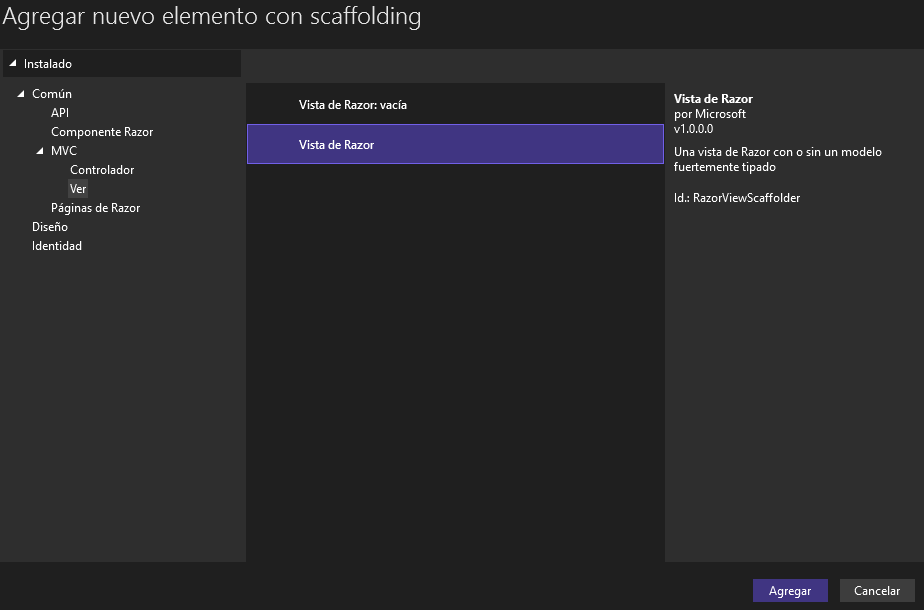 Agregar nuevo elemento con scaffolding
Instalado
Común
API
Componente Razor
MVC
Controlador
Ver
Páginas de Razor
Diseño
Identidad
Vista de Razor: vacía
Vista de Razor
Vista de Razor
por Microsoft
v1.0.0.0
Una vista de Razor con o sin un modelo
fuertemente tipado
Id.: RazorViewScaffolder
Agregar
Cancelar